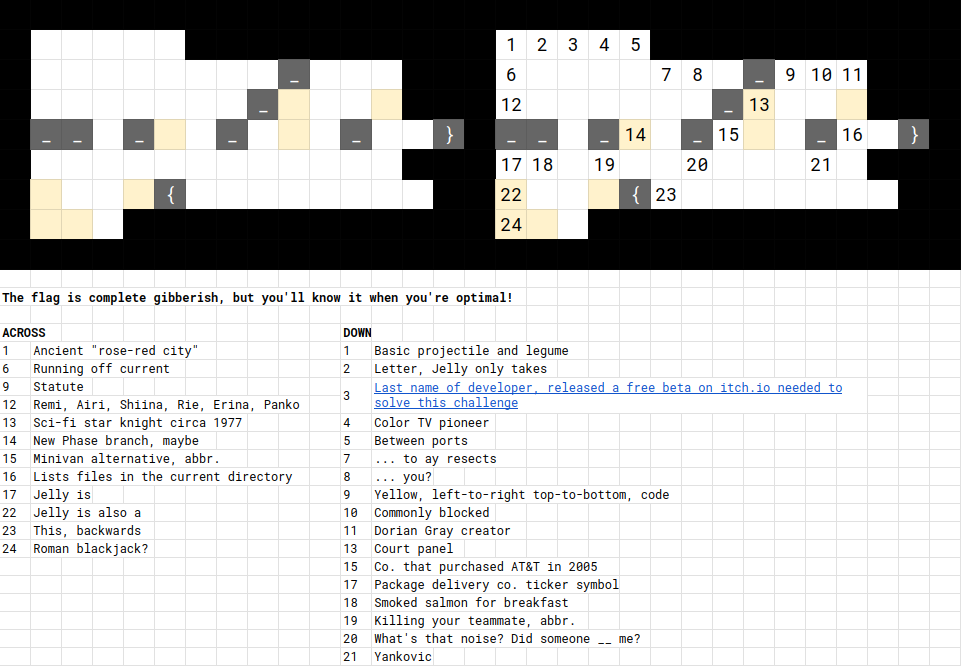 1 2 3 4 5
_ 6 7 8 _ 9 10 11
_ 12 _ 13
_ _ _ _ _ } _ _ _ 14 _ 15 _ 16 }
17 18 19 20 21
{ 22 { 23
24
The flag is complete gibberish, but you'll know it when you're optimal!
ACROSS DOWN
1 Ancient "rose-red city" 1 Basic projectile and legume
6 Running off current 2 Letter, Jelly only takes
9 Statute 3 Last name of developer, released a free beta on itch.io needed to
12 Remi, Airi, Shiina, Rie, Erina, Panko solve this challenge
13 Sci-fi star knight circa 1977 4 Color TV pioneer
14 New Phase branch, maybe 5 Between ports
15 Minivan alternative, abbr. 7 ... to ay resects
16 Lists files in the current directory 8 ... you?
17 Jelly is 9 Yellow, left-to-right top-to-bottom, code
22 Jelly is also a 10 Commonly blocked
23 This, backwards 11 Dorian Gray creator
24 Roman blackjack? 13 Court panel
15 Co. that purchased AT&T in 2005
17 Package delivery co. ticker symbol
18 Smoked salmon for breakfast
19 Killing your teammate, abbr.
20 What's that noise? Did someone __ me?
21 Yankovic